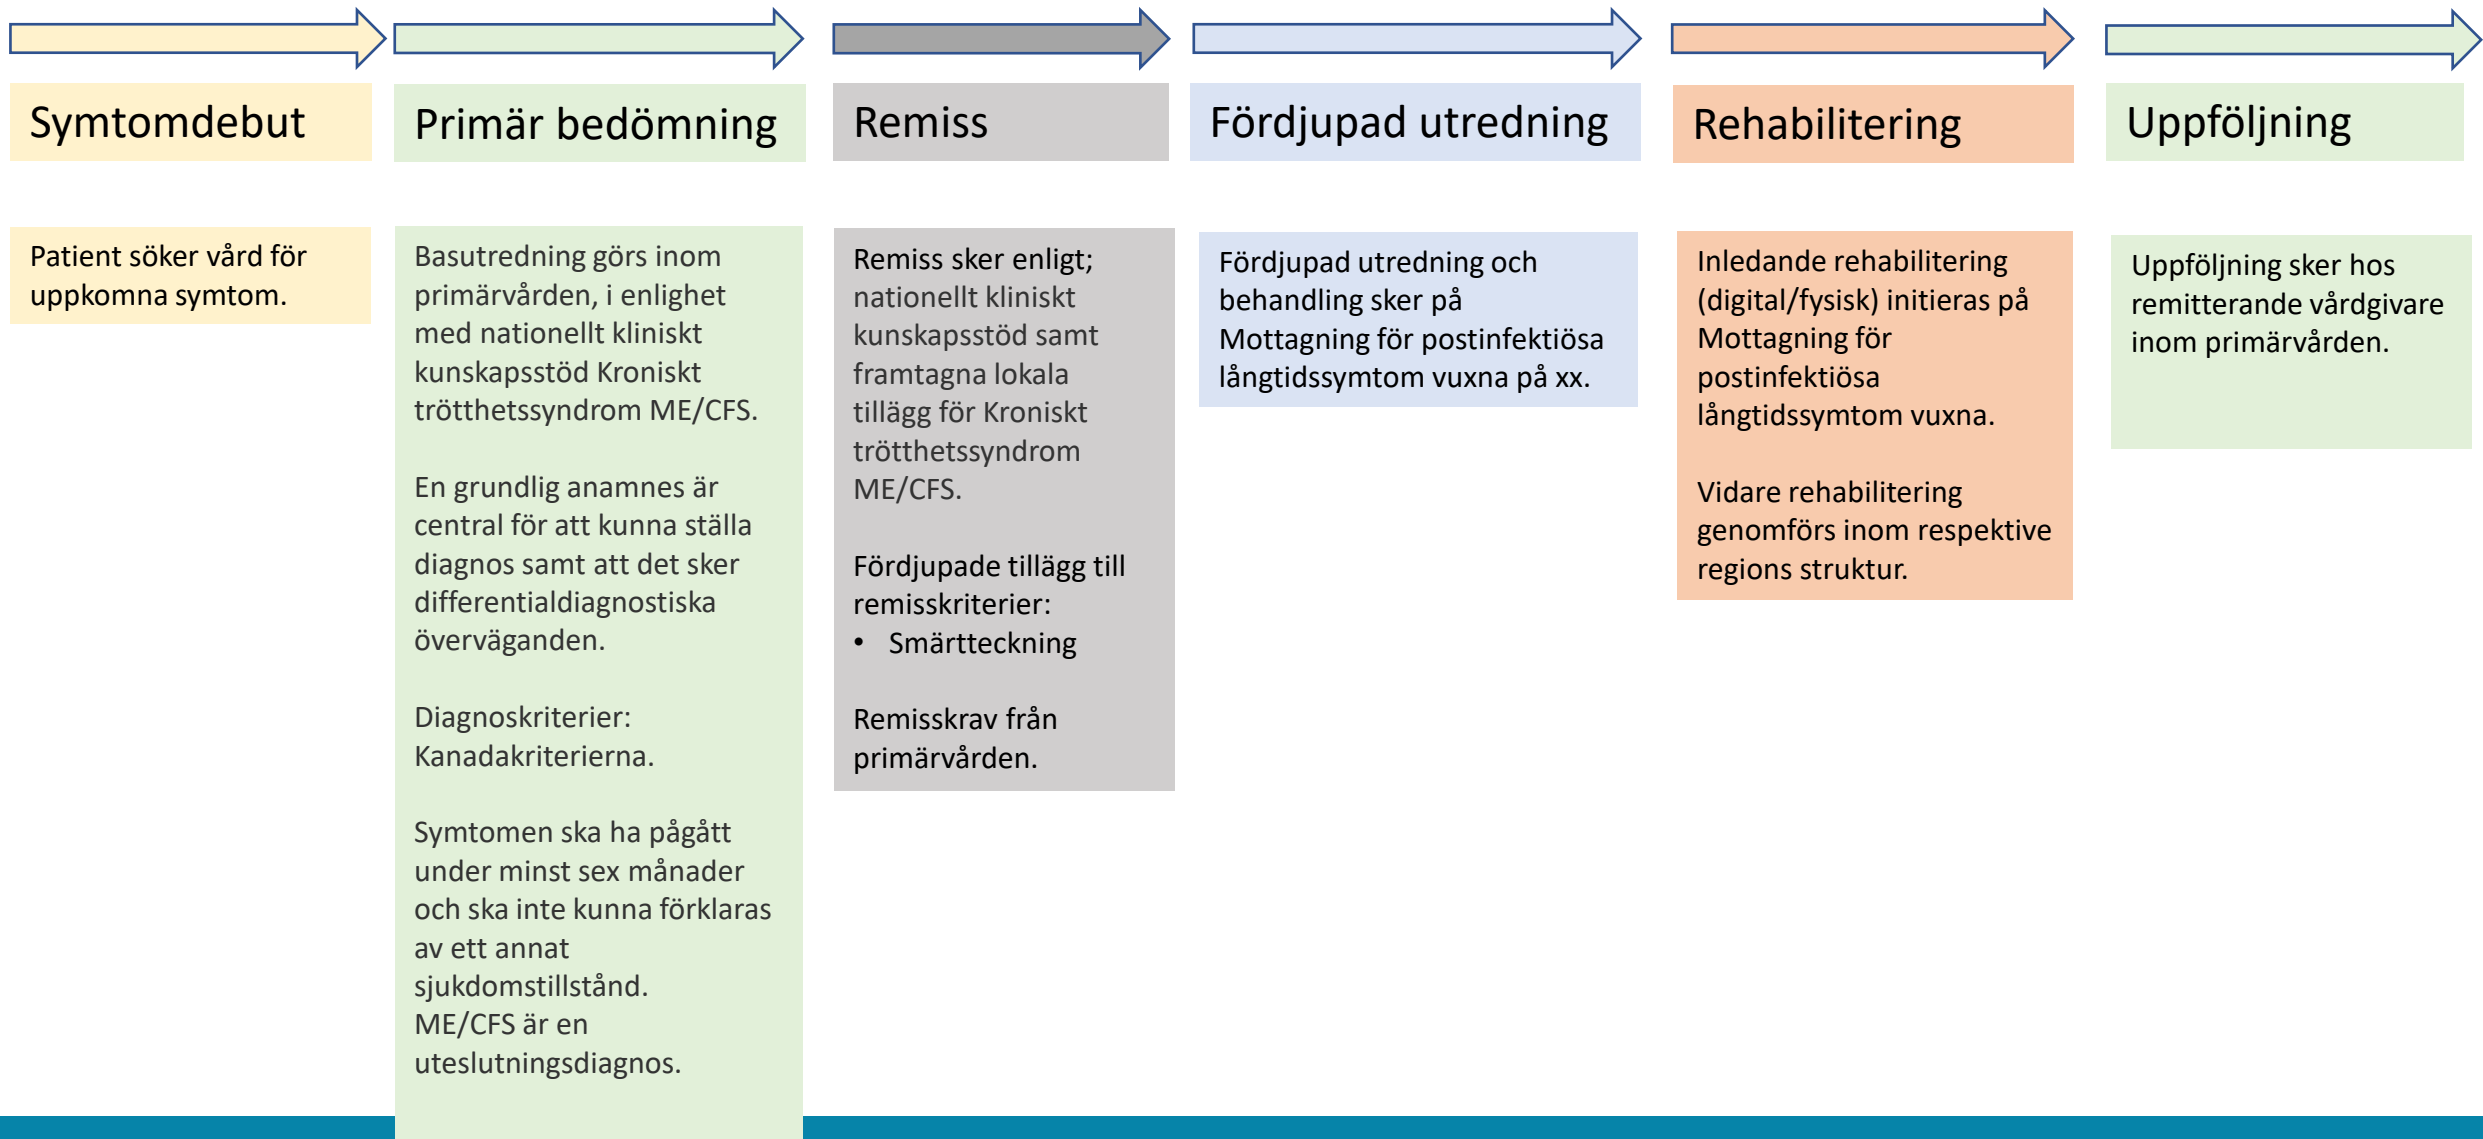 Symtomdebut
Primär bedömning
Remiss
Fördjupad utredning
Rehabilitering
Uppföljning
Patient söker vård för
uppkomna symtom.
Basutredning görs inom
primärvården, i enlighet
med nationellt kliniskt
kunskapsstöd Kroniskt
trötthetssyndrom ME/CFS.
En grundlig anamnes är
central för att kunna ställa
diagnos samt att det sker
differentialdiagnostiska
överväganden.
Diagnoskriterier:
Kanadakriterierna.
Symtomen ska ha pågått
under minst sex månader
och ska inte kunna förklaras
av ett annat
sjukdomstillstånd.
ME/CFS är en
uteslutningsdiagnos.
Remiss sker enligt;
nationellt kliniskt
kunskapsstöd samt
framtagna lokala
tillägg för Kroniskt
trötthetssyndrom
ME/CFS.
Fördjupade tillägg till
remisskriterier:
• Smärtteckning
Remisskrav från
primärvården.
Fördjupad utredning och
behandling sker på
Mottagning för postinfektiösa
långtidssymtom vuxna på xx.
Inledande rehabilitering
(digital/fysisk) initieras på
Mottagning för
postinfektiösa
långtidssymtom vuxna.
Vidare rehabilitering
genomförs inom respektive
regions struktur.
Uppföljning sker hos
remitterande vårdgivare
inom primärvården.